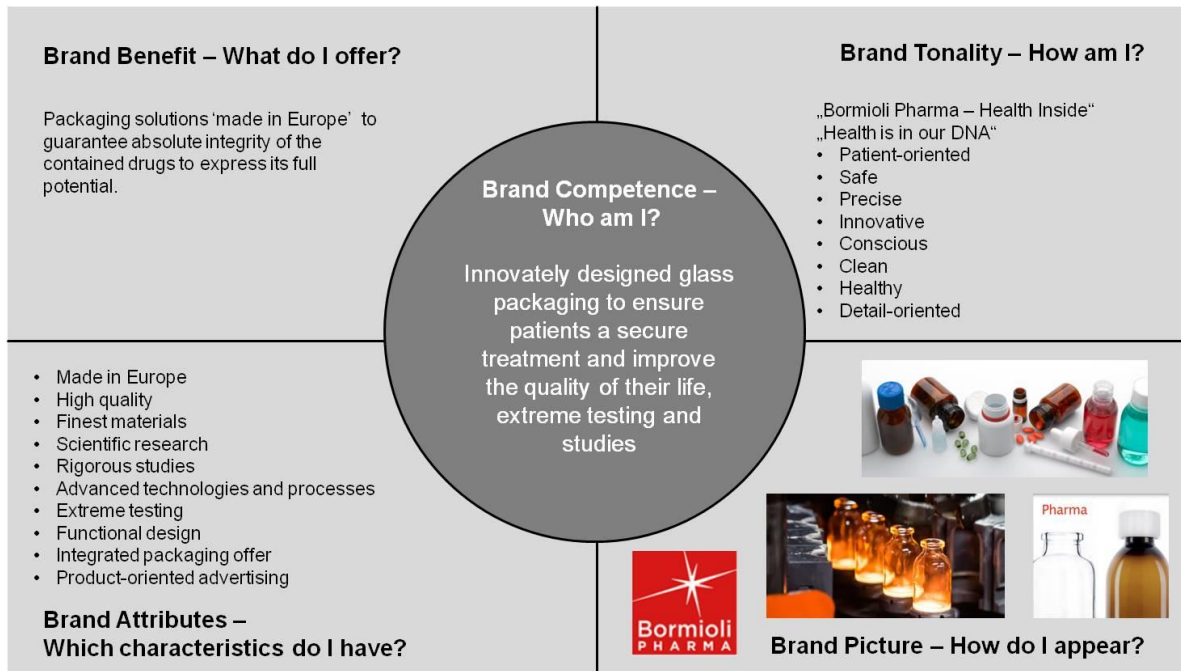 Brand Benefit – What do I offer?
Packaging solutions ‘made in Europe’ to
guarantee absolute integrity of the
contained drugs to express its full
potential.
Brand Tonality – How am I?
„Bormioli Pharma – Health Inside“
„Health is in our DNA“
• Patient-oriented
• Safe
• Precise
• Innovative
• Conscious
• Clean
• Healthy
• Detail-oriented
Brand Competence –
Who am I?
Innovately designed glass
packaging to ensure
patients a secure
treatment and improve
the quality of their life,
extreme testing and
studies
• Made in Europe
• High quality
• Finest materials
• Scientific research
• Rigorous studies
• Advanced technologies and processes
• Extreme testing
• Functional design
• Integrated packaging offer
• Product-oriented advertising
Brand Attributes –
Which characteristics do I have?
Pharma
Bormioli
PHARMA
Brand Picture – How do I appear?